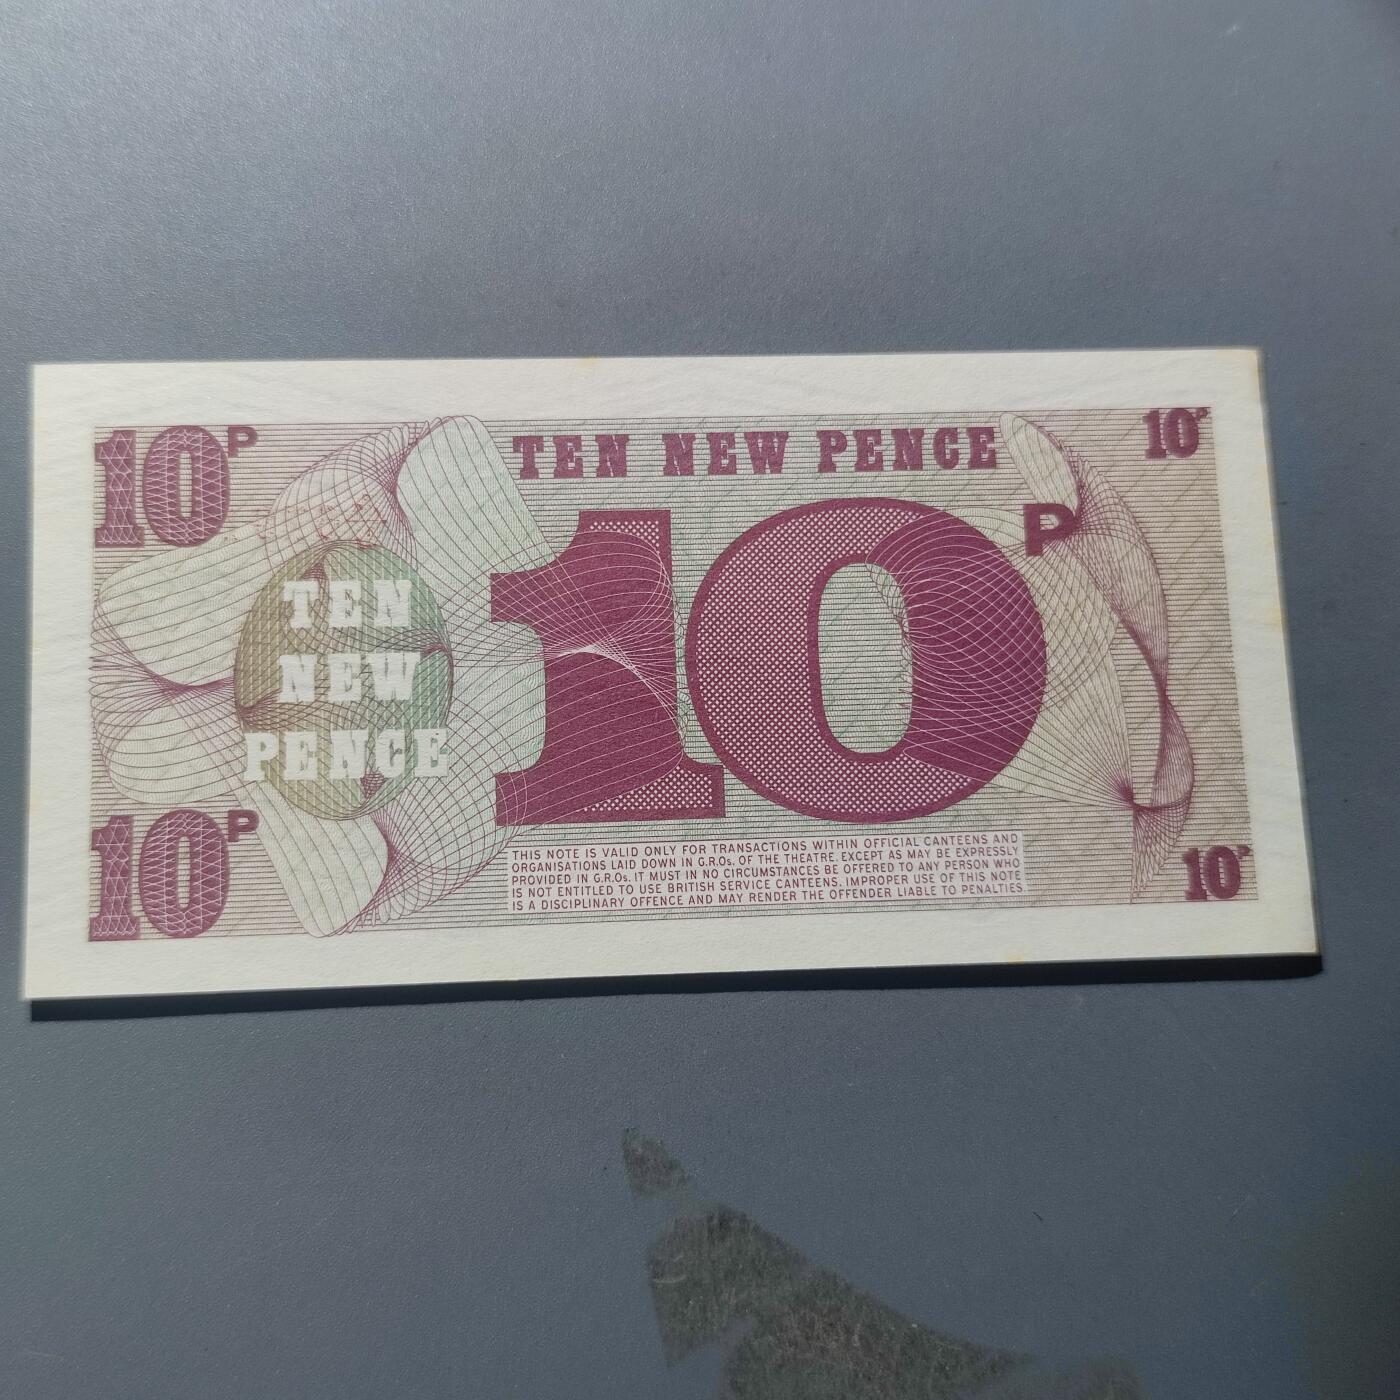 10P
TEN NEW PENCE
10P
10P
TEN
NEW
PENCE
10P
THIS NOTE IS VALID ONLY FOR TRANSACTIONS WITHIN OFFICIAL CANTEENS AND
ORGANISATIONS LAID DOWN IN G.R.Os. OF THE THEATRE. EXCEPT AS MAY BE EXPRESSLY
PROVIDED IN G.R.Os. IT MUST IN NO CIRCUMSTANCES BE OFFERED TO ANY PERSON WHO
IS NOT ENTITLED TO USE BRITISH SERVICE CANTEENS. IMPROPER USE OF THIS NOTE
IS A DISCIPLINARY OFFENCE AND MAY RENDER THE OFFENDER LIABLE TO PENALTIES
10P